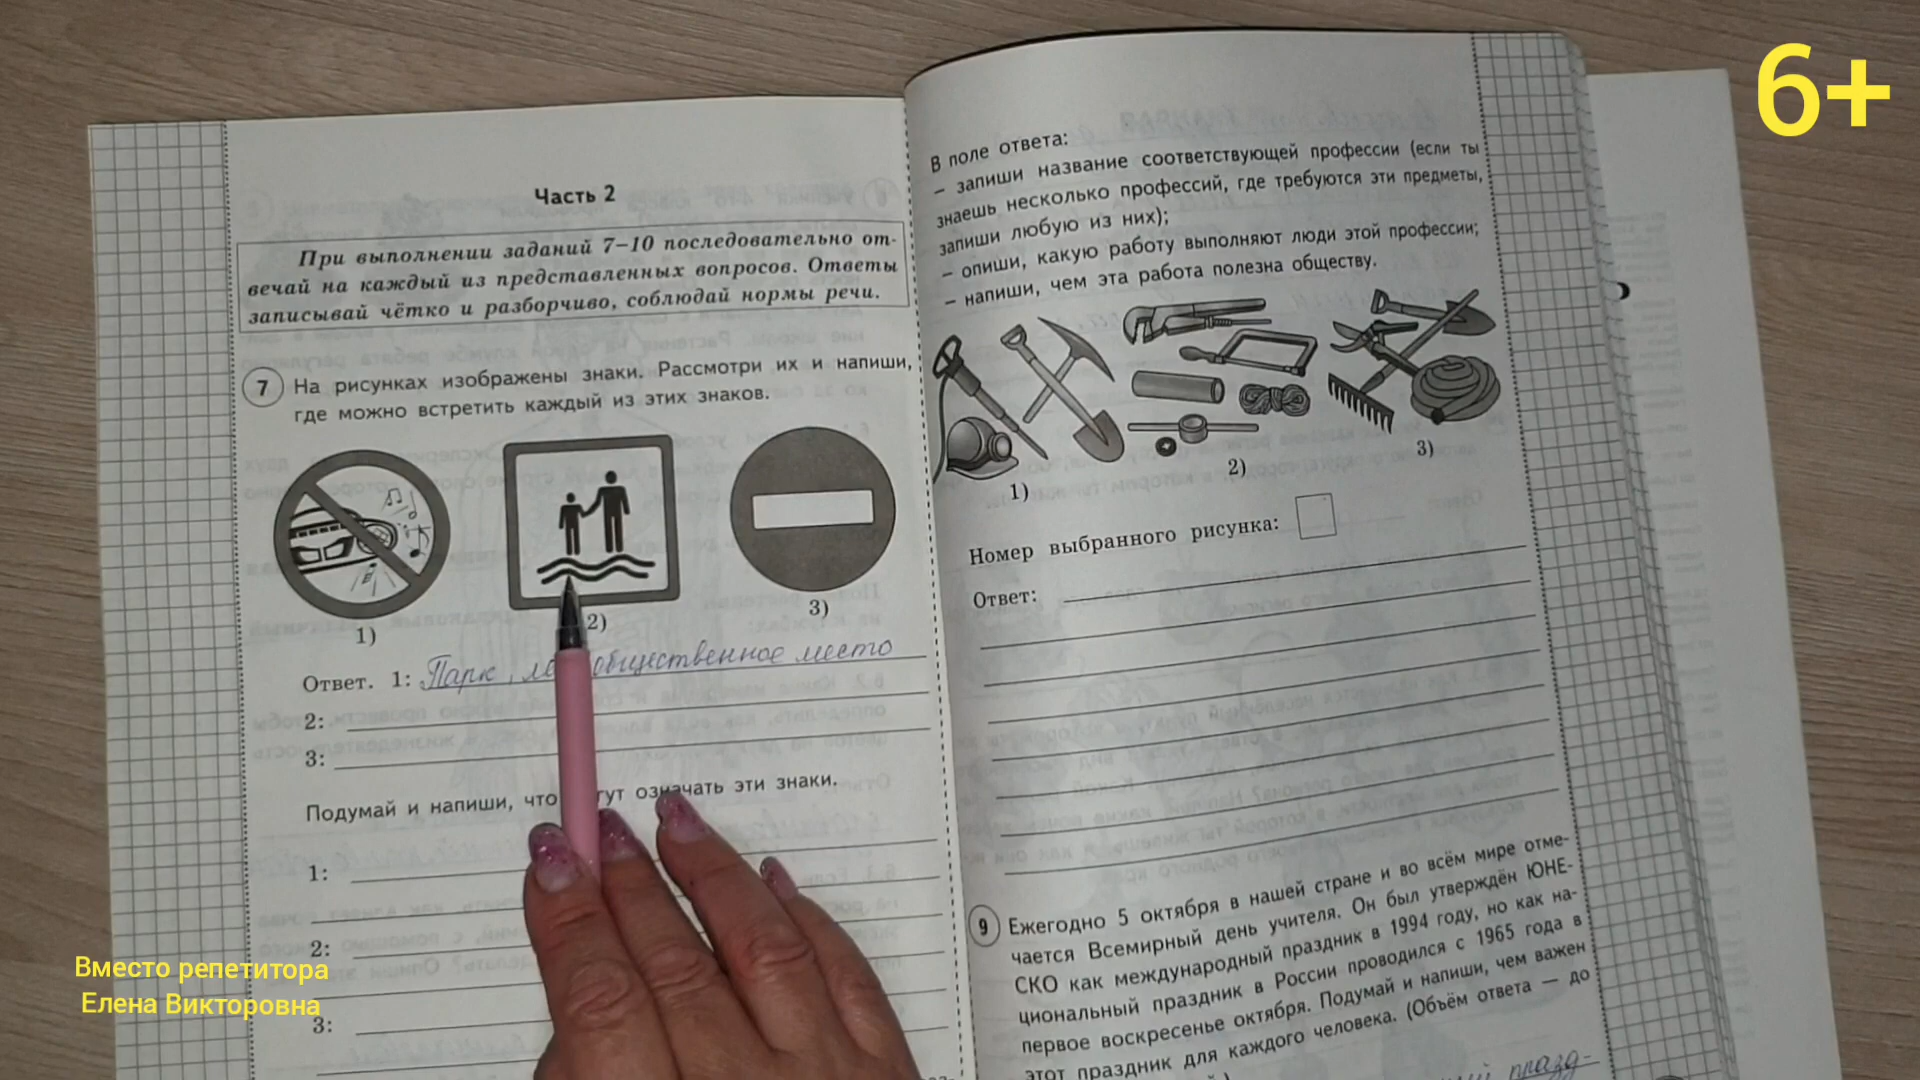 6+
Часть 2
При выполнении заданий 7–10 последовательно от-
вечай на каждый из представленных вопросов. Ответы
записывай чётко и разборчиво, соблюдай нормы речи.
7 На рисунках изображены знаки. Рассмотри их и напиши,
где можно встретить каждый из этих знаков.
1)
2)
3)
Ответ. 1: Парк, общественное место
2:
3:
Подумай и напиши, что означать эти знаки.
1:
2:
3:
Вместо репетитора
Елена Викторовна
В поле ответа:
– запиши название соответствующей профессии (если ты
знаешь несколько профессий, где требуются эти предметы,
запиши любую из них);
– опиши, какую работу выполняют люди этой профессии;
– напиши, чем эта работа полезна обществу.
1)
2)
3)
Номер выбранного рисунка:
Ответ:
9 Ежегодно 5 октября в нашей стране и во всём мире отме-
чается Всемирный день учителя. Он был утверждён ЮНЕ-
СКО как международный праздник в 1994 году, но как на-
циональный праздник в России проводился с 1965 года в
первое воскресенье октября. Подумай и напиши, чем важен
этот праздник для каждого человека. (Объём ответа — до
празд-